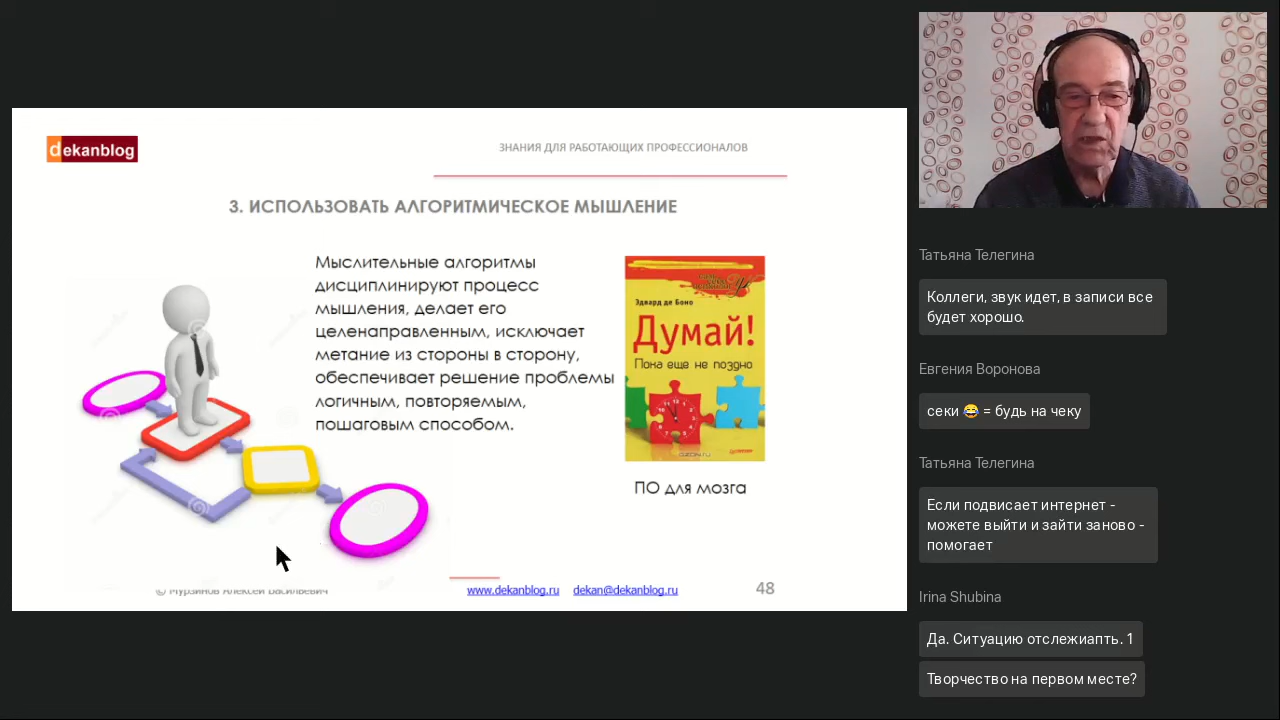 dekanblog
ЗНАНИЯ ДЛЯ РАБОТАЮЩИХ ПРОФЕССИОНАЛОВ
3. ИСПОЛЬЗОВАТЬ АЛГОРИТМИЧЕСКОЕ МЫШЛЕНИЕ
Мыслительные алгоритмы
дисциплинируют процесс
мышления, делает его
целенаправленным, исключает
метание из стороны в сторону,
обеспечивает решение проблемы
логичным, повторяемым,
пошаговым способом.
Эдвард де Боно
Думай!
Пока еще не поздно
ПО для мозга
© Мурзинов Алексей Васильевич
www.dekanblog.ru dekan@dekanblog.ru
48
Татьяна Телегина
Коллеги, звук идет, в записи все
будет хорошо.
Евгения Воронова
секи 😂 = будь на чеку
Татьяна Телегина
Если подвисает интернет -
можете выйти и зайти заново -
помогает
Irina Shubina
Да. Ситуацию отслежиапть. 1
Творчество на первом месте?